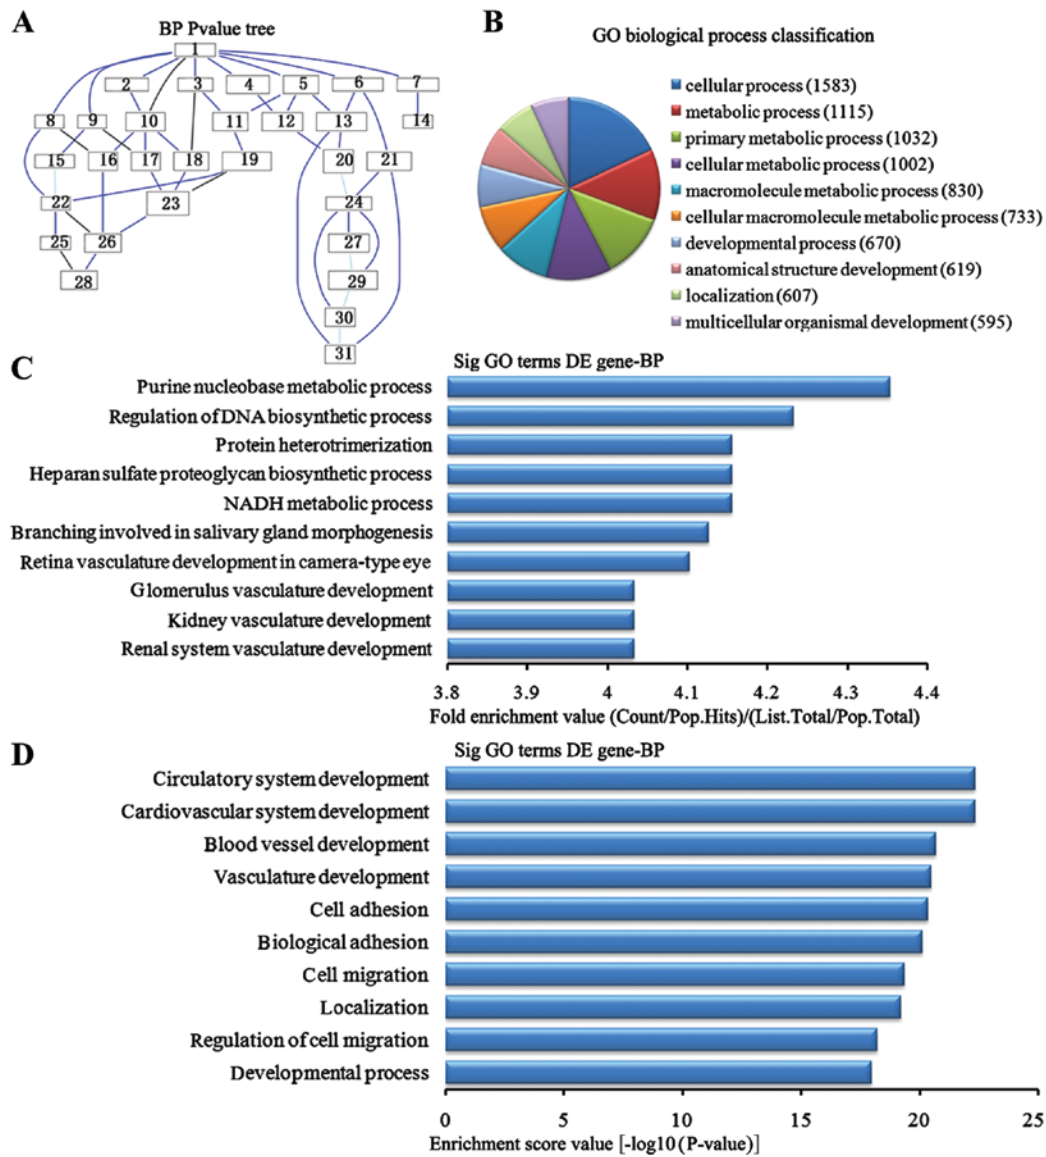 A
BP Pvalue tree
1
2 3 4 5 6 7
8 9 10 11 12 13 14
15 16 17 18 19 20 21
22 23 24
25 26 27
28 29
30
31
B
GO biological process classification
cellular process (1583)
metabolic process (1115)
primary metabolic process (1032)
cellular metabolic process (1002)
macromolecule metabolic process (830)
cellular macromolecule metabolic process (733)
developmental process (670)
anatomical structure development (619)
localization (607)
multicellular organismal development (595)
C
Sig GO terms DE gene-BP
Purine nucleobase metabolic process
Regulation of DNA biosynthetic process
Protein heterotrimerization
Heparan sulfate proteoglycan biosynthetic process
NADH metabolic process
Branching involved in salivary gland morphogenesis
Retina vasculature development in camera-type eye
Glomerulus vasculature development
Kidney vasculature development
Renal system vasculature development
3.8 3.9 4 4.1 4.2 4.3 4.4
Fold enrichment value (Count/Pop.Hits)/(List.Total/Pop.Total)
D
Sig GO terms DE gene-BP
Circulatory system development
Cardiovascular system development
Blood vessel development
Vasculature development
Cell adhesion
Biological adhesion
Cell migration
Localization
Regulation of cell migration
Developmental process
0 5 10 15 20 25
Enrichment score value [-log10 (P-value)]